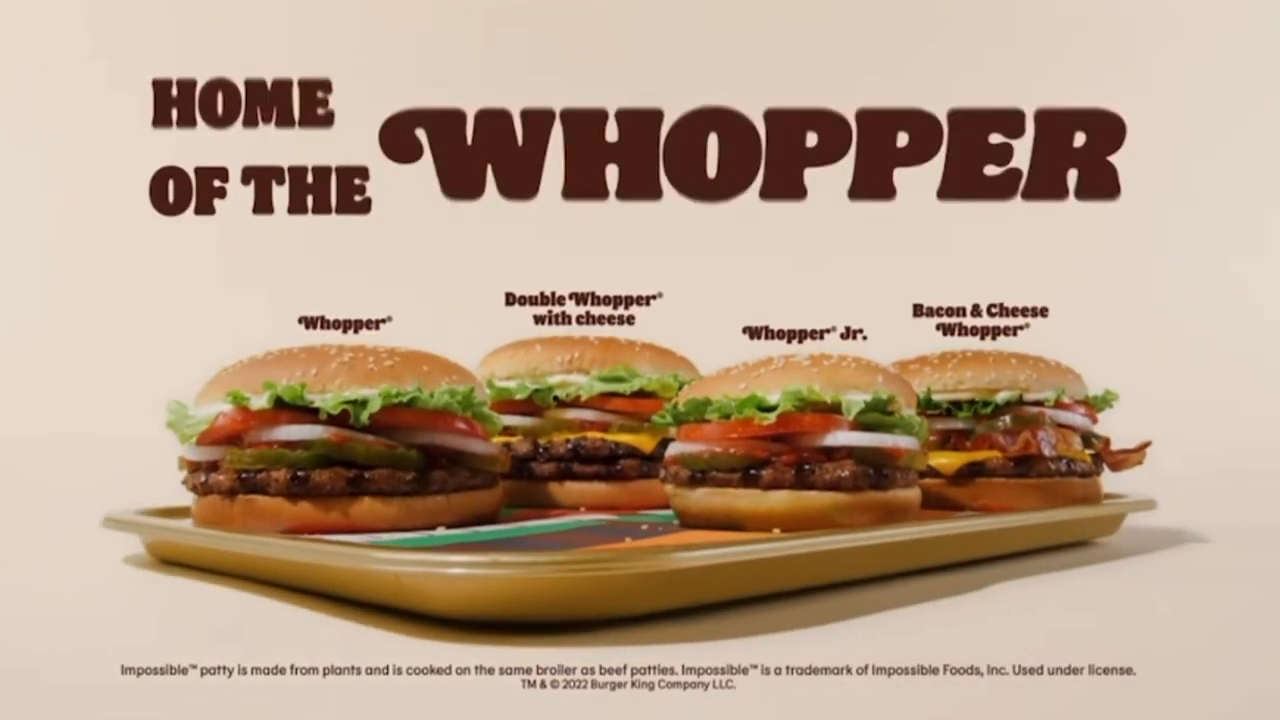 HOME
OF THE
WHOPPER
Whopper®
Double Whopper®
with cheese
Whopper® Jr.
Bacon & Cheese
Whopper®
Impossible™ patty is made from plants and is cooked on the same broiler as beef patties. Impossible™ is a trademark of Impossible Foods, Inc. Used under license.
TM & © 2022 Burger King Company LLC.